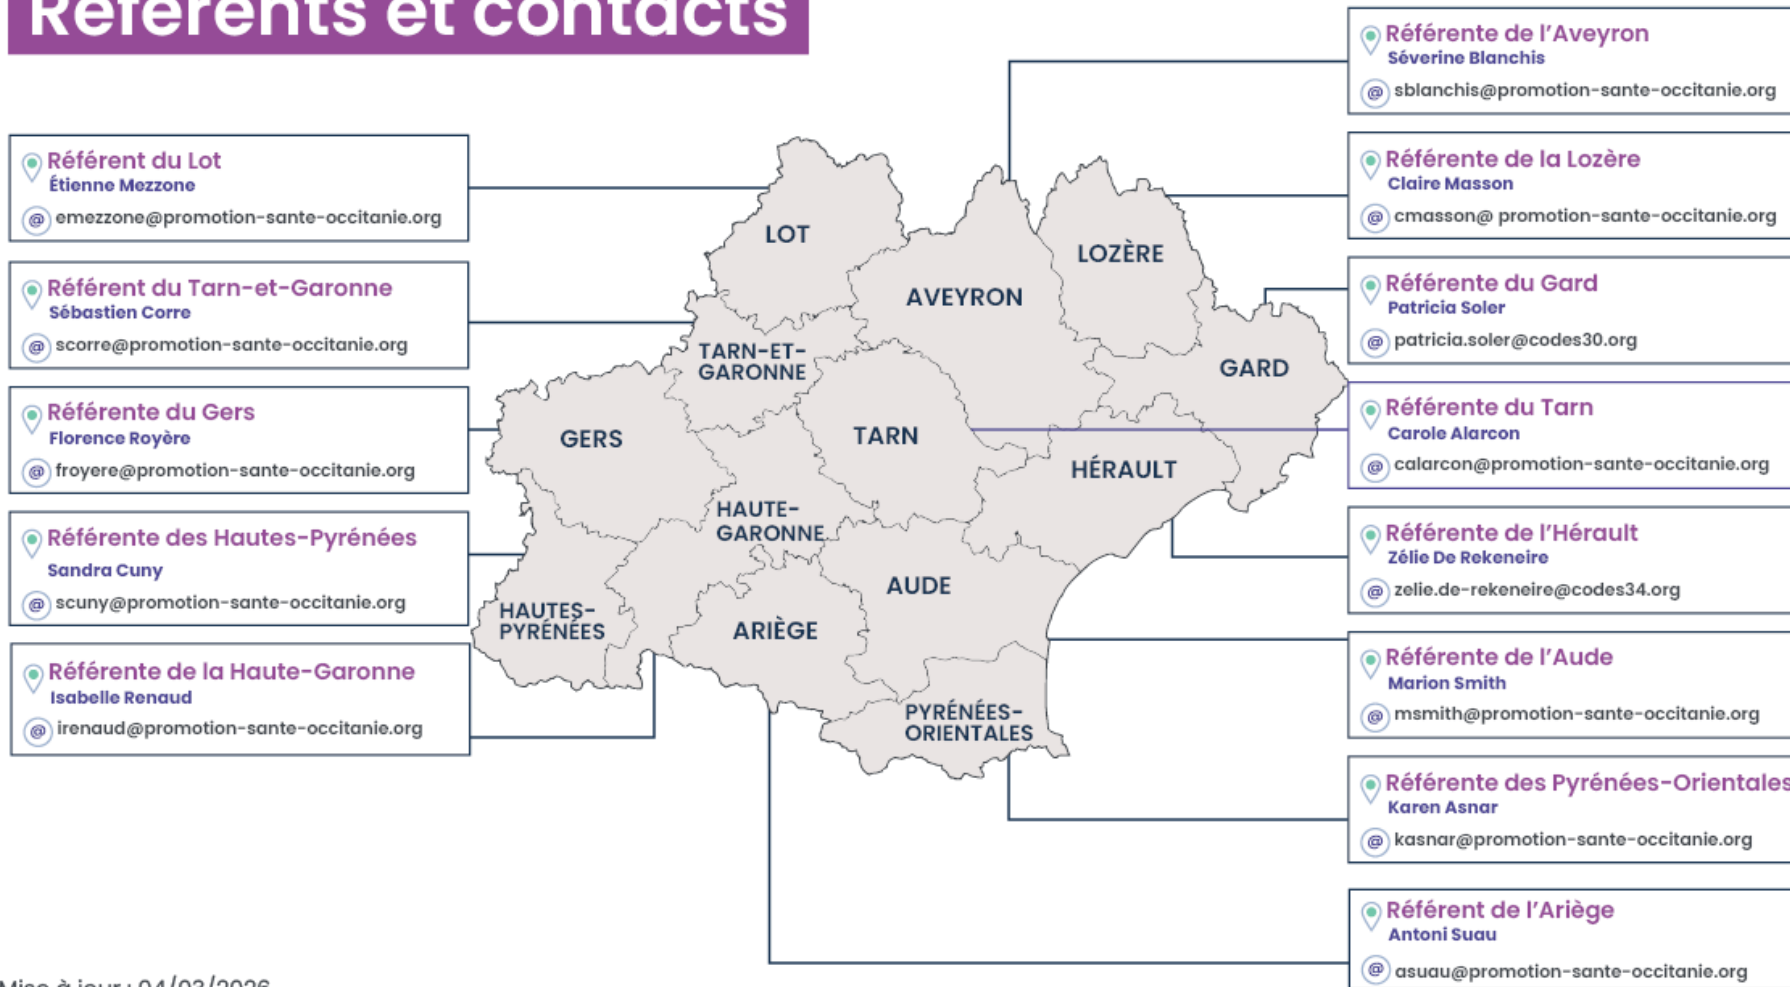 Référents et contacts
Référent du Lot
Étienne Mezzone
@ emezzone@promotion-sante-occitanie.org
Référent du Tarn-et-Garonne
Sébastien Corre
@ scorre@promotion-sante-occitanie.org
Référente du Gers
Florence Royère
@ froyere@promotion-sante-occitanie.org
Référente des Hautes-Pyrénées
Sandra Cuny
@ scuny@promotion-sante-occitanie.org
Référente de la Haute-Garonne
Isabelle Renaud
@ irenaud@promotion-sante-occitanie.org
LOT
AVEYRON
LOZÈRE
TARN-ET-
GARONNE
GARD
GERS
TARN
HÉRAULT
HAUTE-
GARONNE
AUDE
HAUTES-
PYRÉNÉES
ARIÈGE
PYRÉNÉES-
ORIENTALES
Référente de l'Aveyron
Séverine Blanchis
@ sblanchis@promotion-sante-occitanie.org
Référente de la Lozère
Claire Masson
@ cmasson@ promotion-sante-occitanie.org
Référente du Gard
Patricia Soler
@ patricia.soler@codes30.org
Référente du Tarn
Carole Alarcon
@ calarcon@promotion-sante-occitanie.org
Référente de l'Hérault
Zélie De Rekeneire
@ zelie.de-rekeneire@codes34.org
Référente de l'Aude
Marion Smith
@ msmith@promotion-sante-occitanie.org
Référente des Pyrénées-Orientales
Karen Asnar
@ kasnar@promotion-sante-occitanie.org
Référent de l'Ariège
Antoni Suau
@ asuau@promotion-sante-occitanie.org
Mise à jour : 04/03/2026